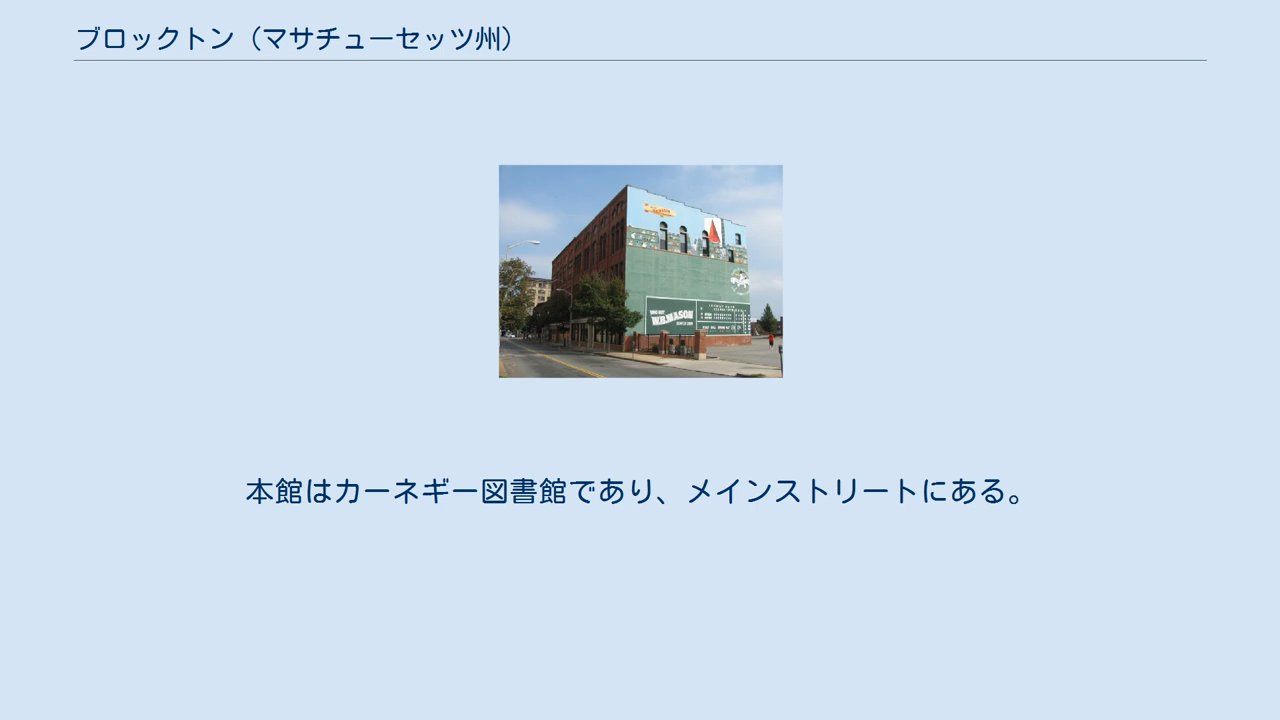 ブロックトン（マサチューセッツ州）
W.B.MASON
本館はカーネギー図書館であり、メインストリートにある。